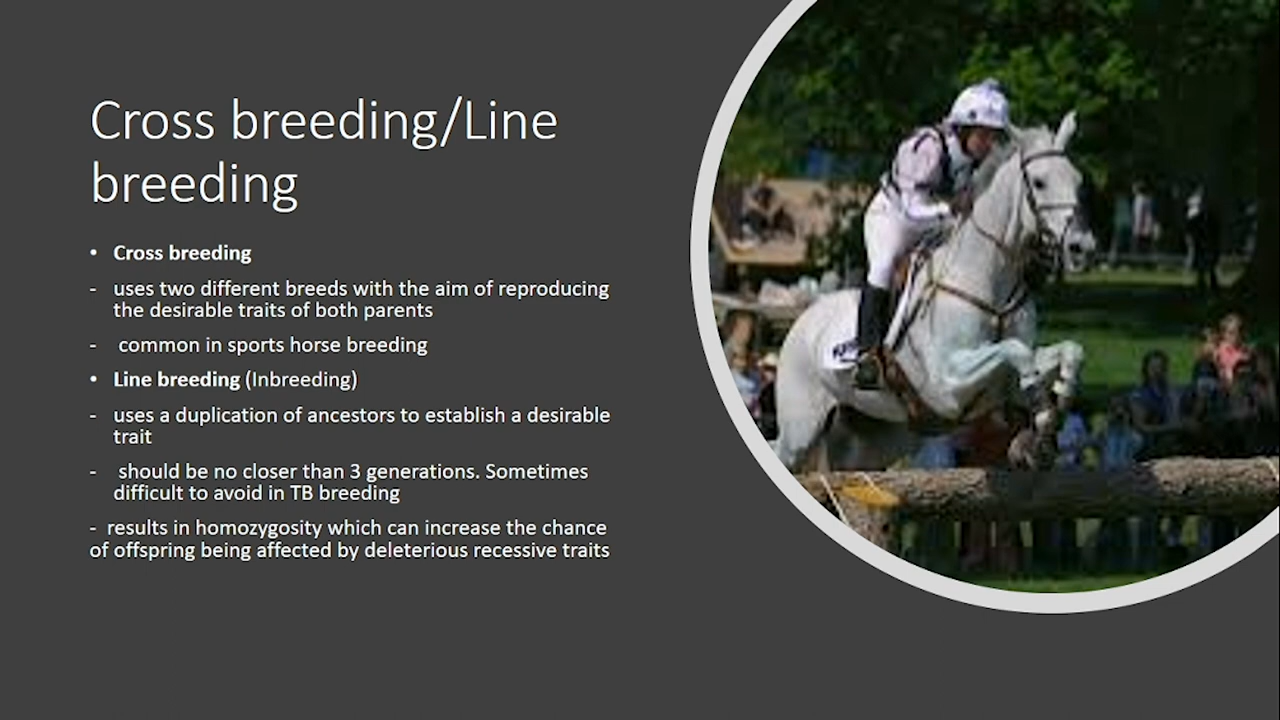 Cross breeding/Line
breeding
• Cross breeding
- uses two different breeds with the aim of reproducing
the desirable traits of both parents
- common in sports horse breeding
• Line breeding (Inbreeding)
- uses a duplication of ancestors to establish a desirable
trait
- should be no closer than 3 generations. Sometimes
difficult to avoid in TB breeding
- results in homozygosity which can increase the chance
of offspring being affected by deleterious recessive traits